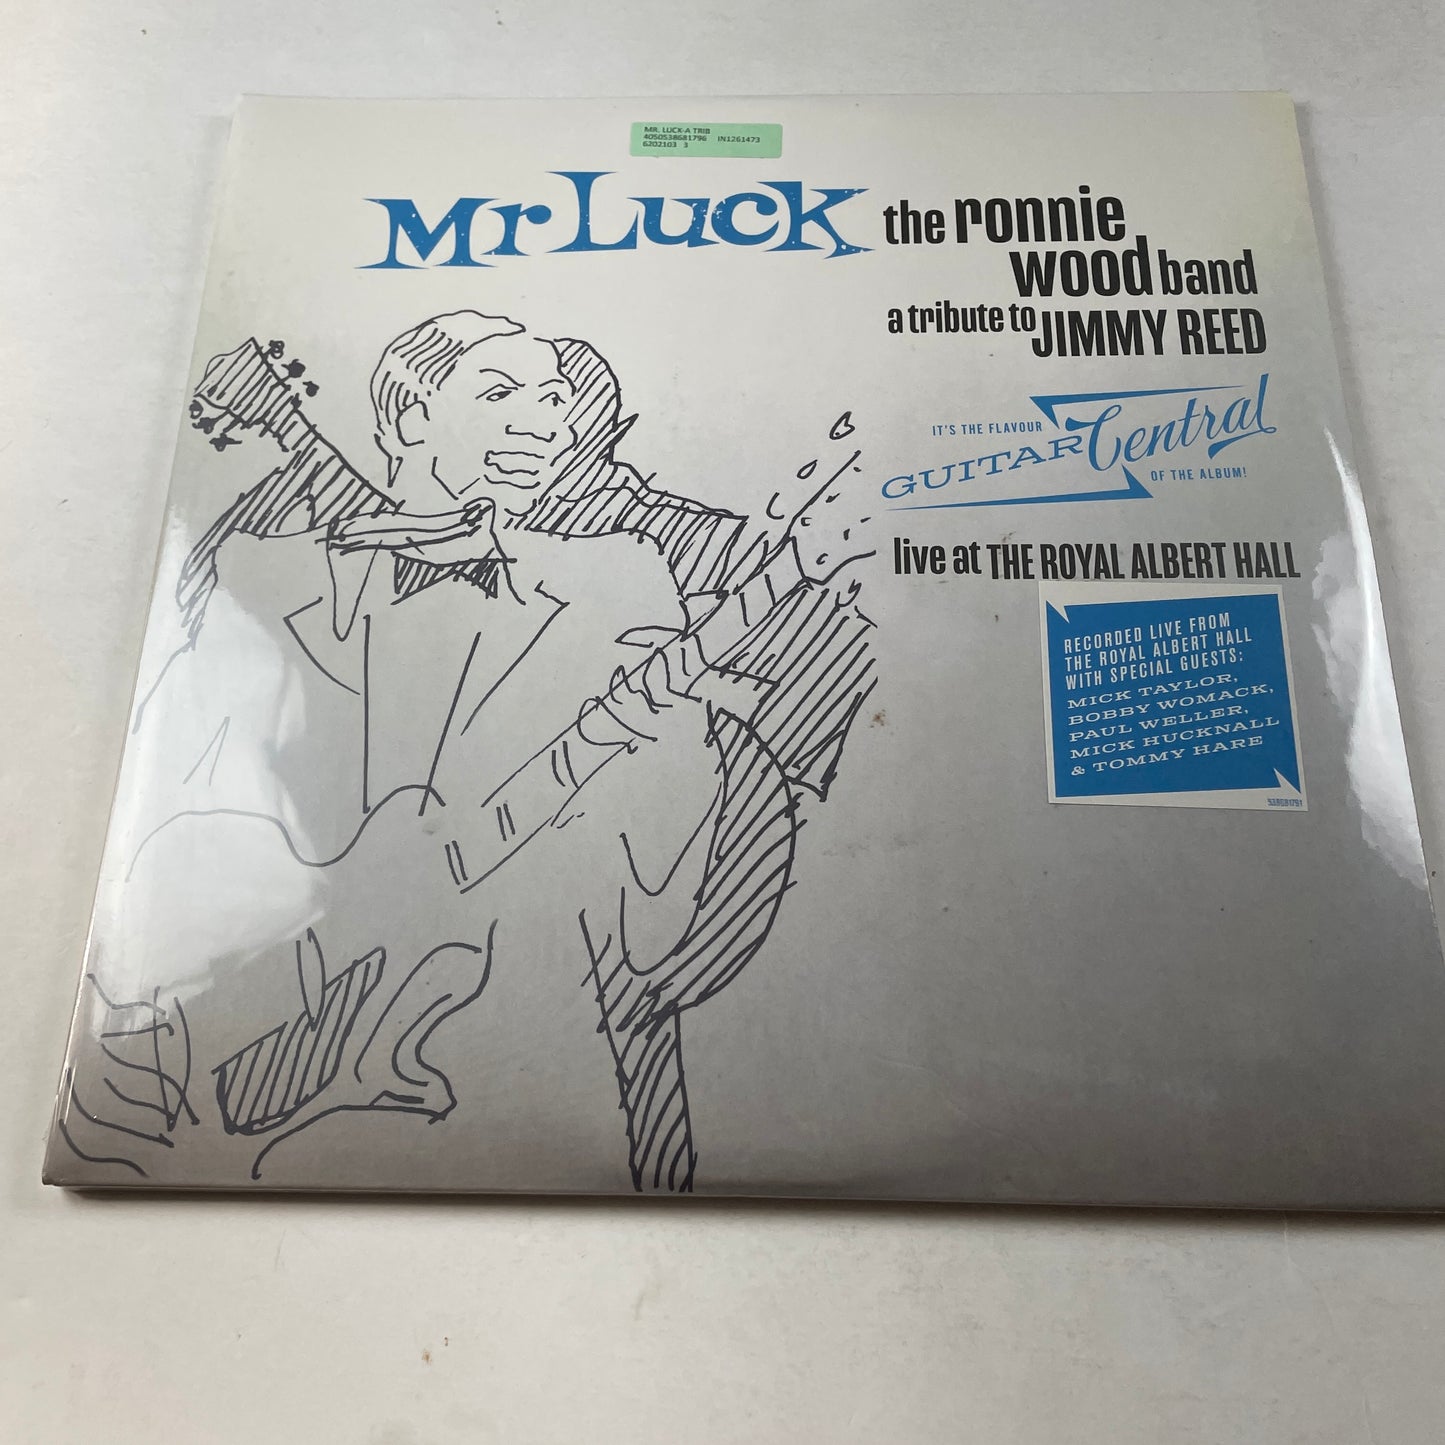 MR. LUCK-A TRIB
4050538681796 IN1261473
6202103 3
Mr Luck
the ronnie
wood band
a tribute to
JIMMY REED
IT'S THE FLAVOUR
GUITAR Central
OF THE ALBUM!
live at THE ROYAL ALBERT HALL
RECORDED LIVE FROM
THE ROYAL ALBERT HALL
WITH SPECIAL GUESTS:
MICK TAYLOR,
BOBBY WOMACK,
PAUL WELLER,
MICK HUCKNALL
& TOMMY HARE
538681791